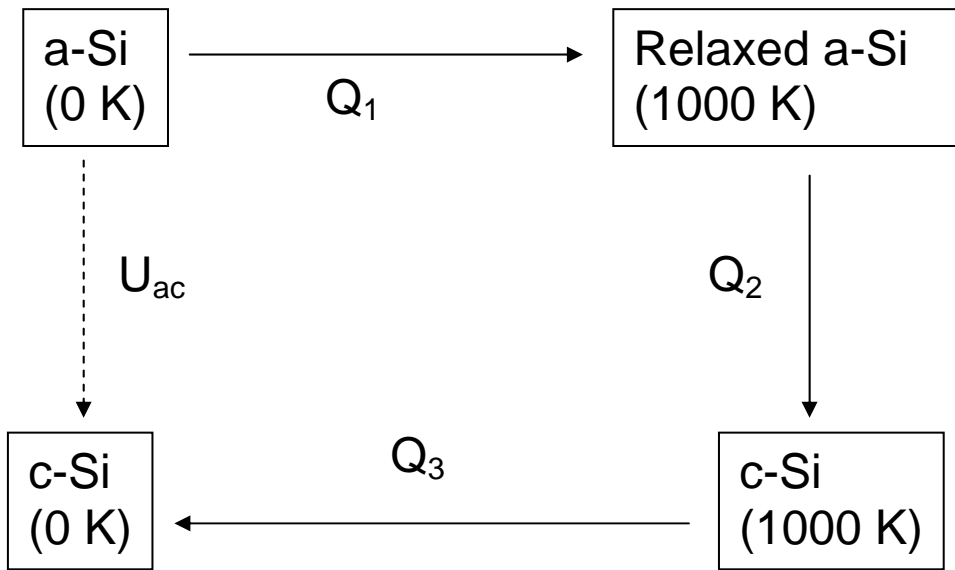 a-Si
(0 K)
Q₁
Relaxed a-Si
(1000 K)
Uac
Q₂
c-Si
(0 K)
Q₃
c-Si
(1000 K)